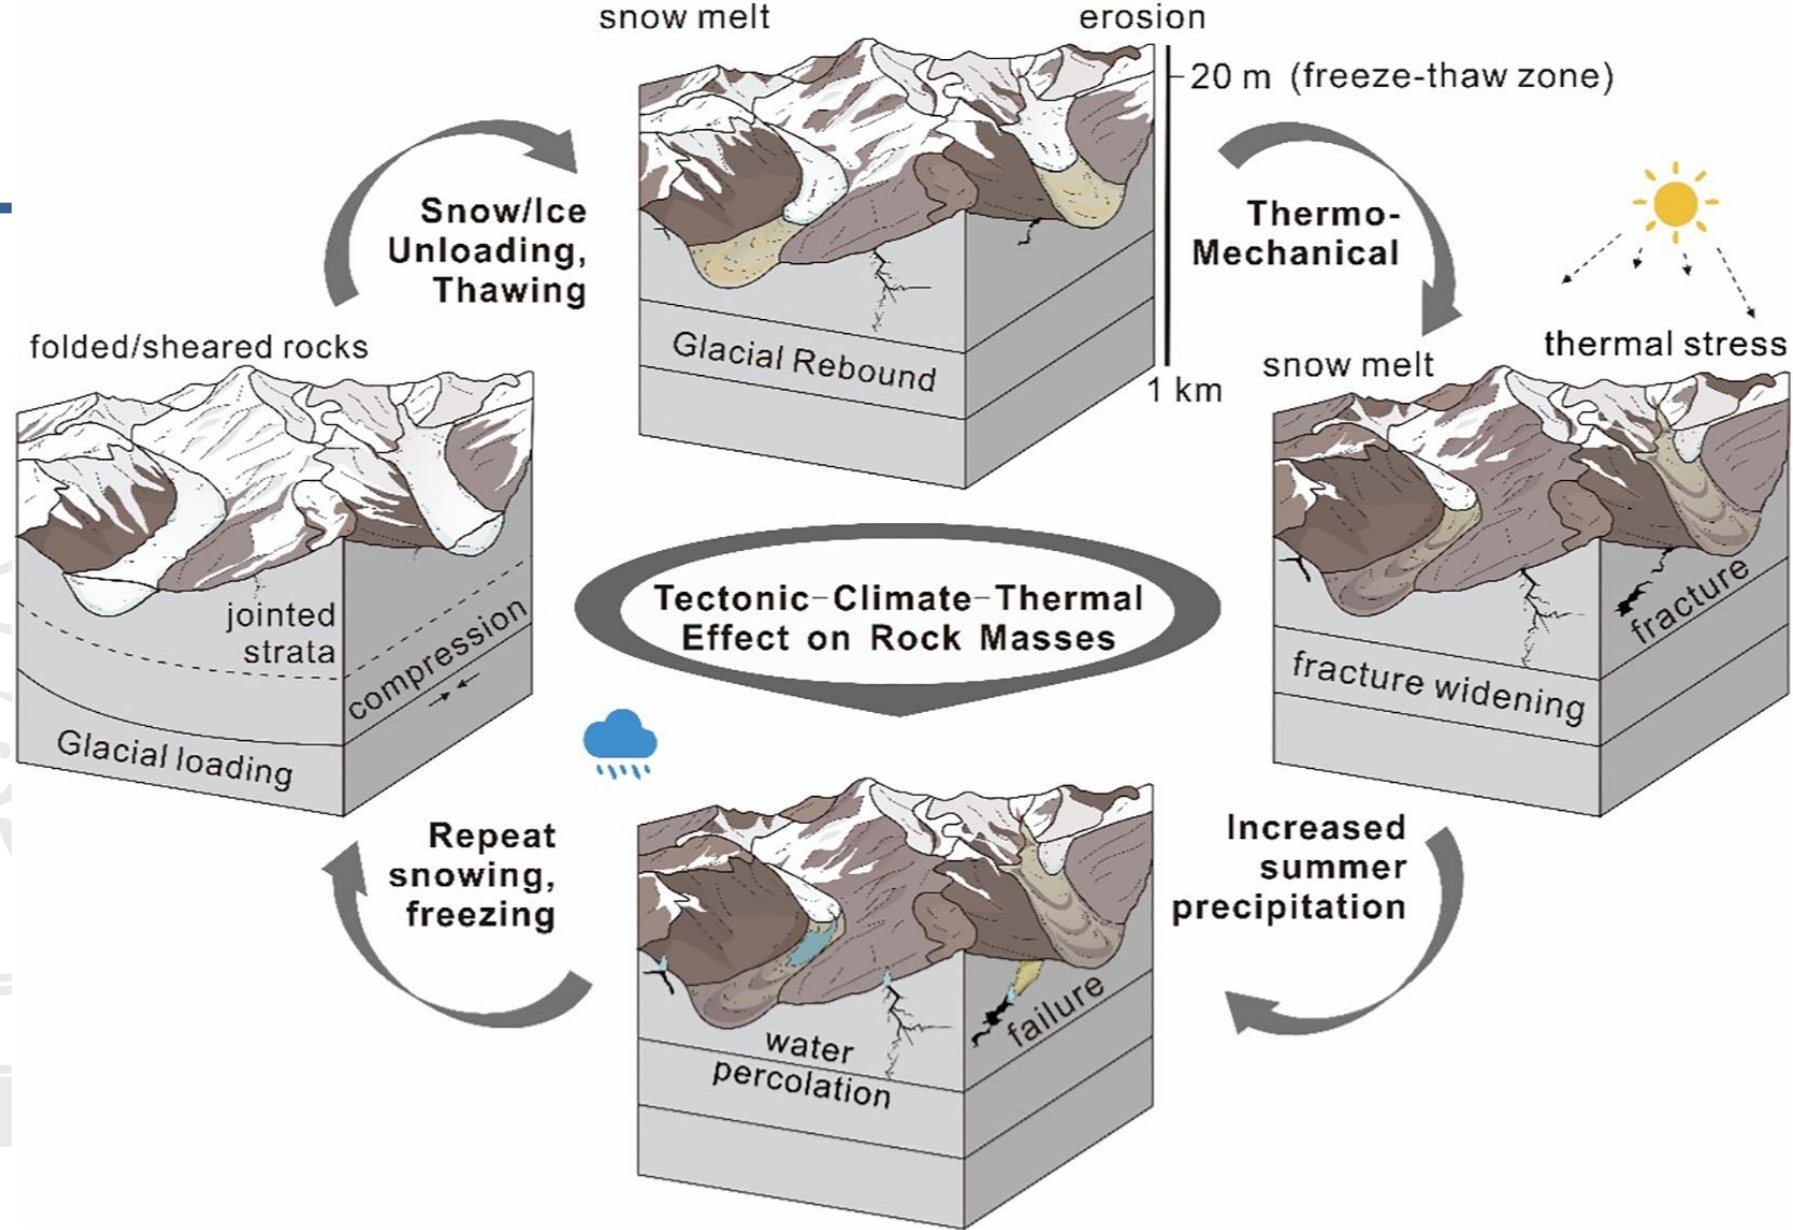 snow melt
erosion
20 m (freeze-thaw zone)
Snow/Ice
Unloading,
Thawing
Thermo-
Mechanical
Glacial Rebound
1 km
folded/sheared rocks
jointed
strata
compression
Glacial loading
thermal stress
snow melt
fracture
fracture widening
Tectonic–Climate–Thermal
Effect on Rock Masses
Repeat
snowing,
freezing
Increased
summer
precipitation
water
percolation
failure